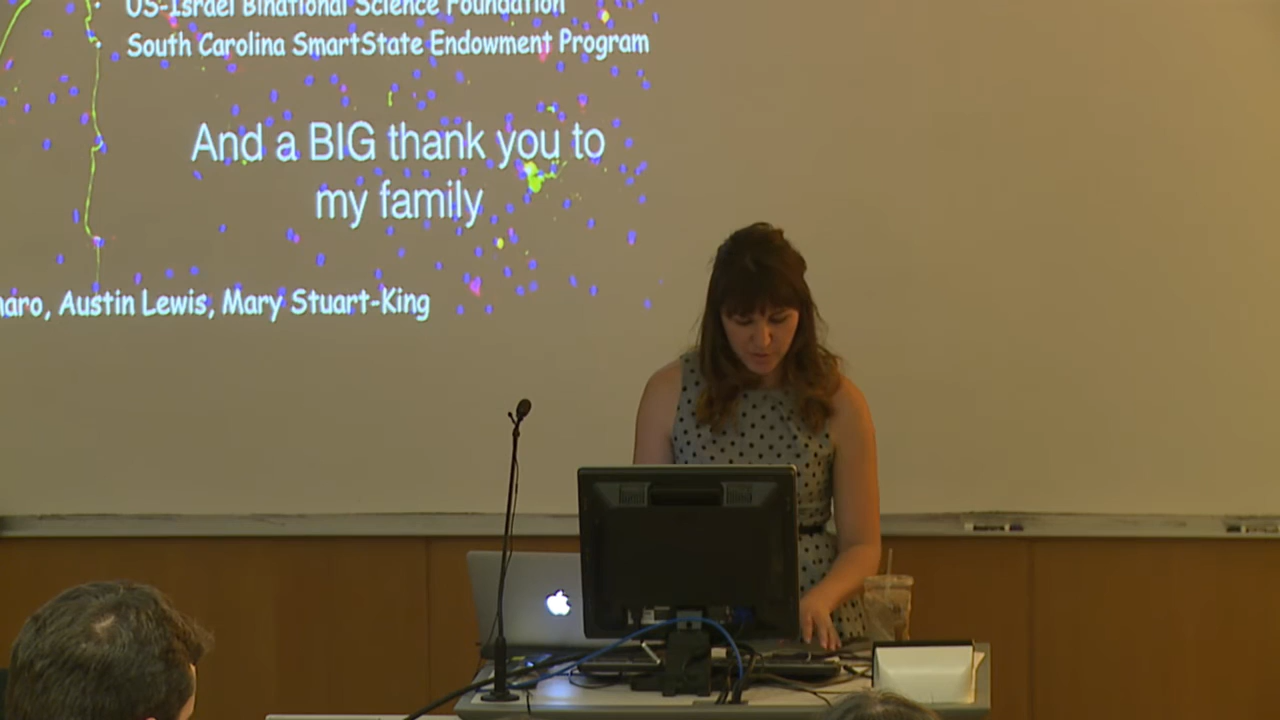 US-Israel Binational Science Foundation
South Carolina SmartState Endowment Program
And a BIG thank you to
my family
Austin Lewis, Mary Stuart-King